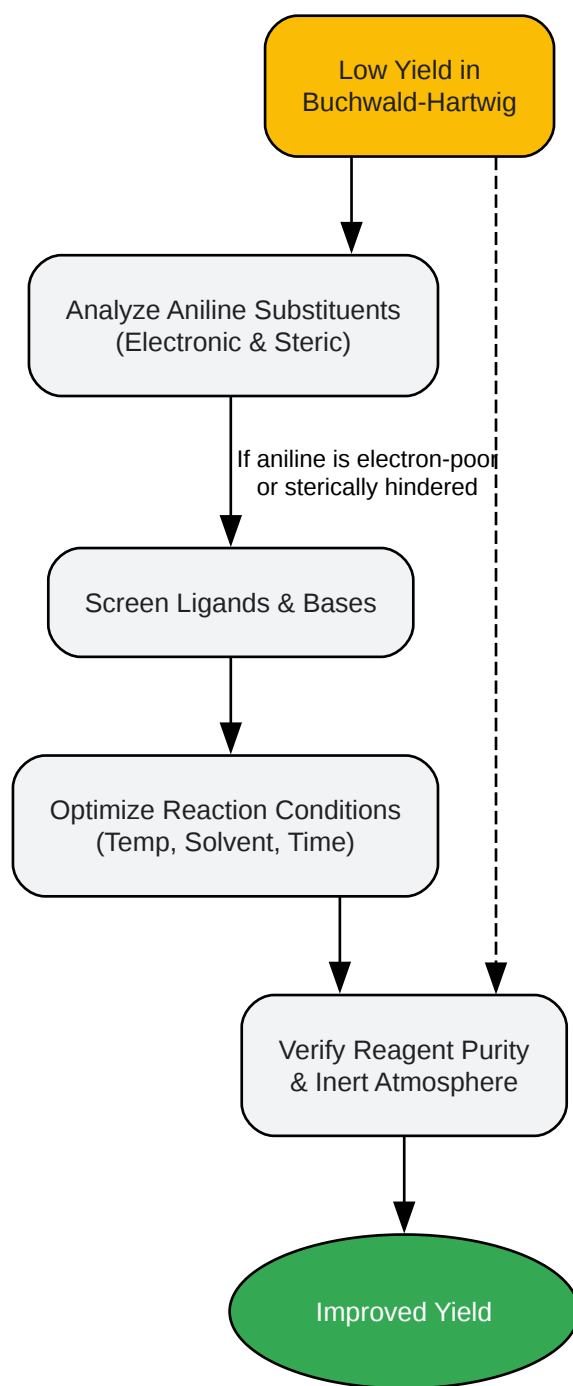 Low Yield in
Buchwald-Hartwig
Analyze Aniline Substituents
(Electronic & Steric)
If aniline is electron-poor
or sterically hindered
Screen Ligands & Bases
Optimize Reaction Conditions
(Temp, Solvent, Time)
Verify Reagent Purity
& Inert Atmosphere
Improved Yield